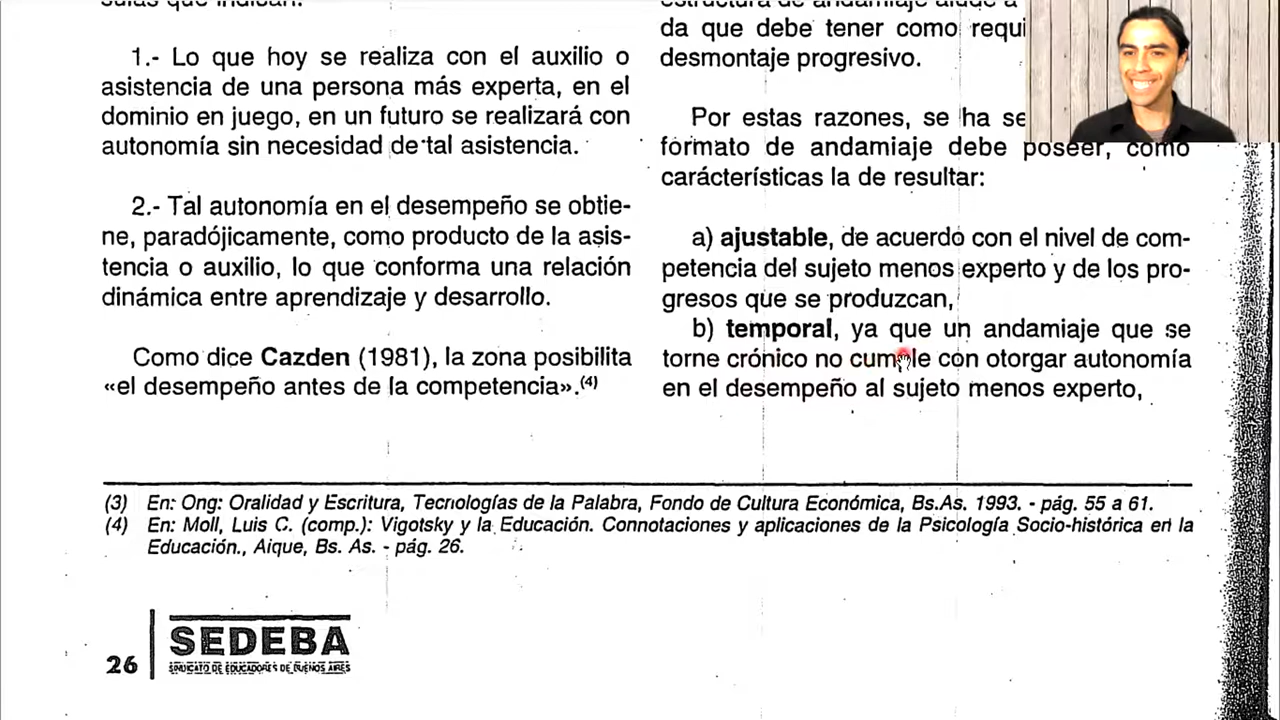 1.- Lo que hoy se realiza con el auxilio o
asistencia de una persona más experta, en el
dominio en juego, en un futuro se realizará con
autonomía sin necesidad de tal asistencia.
2.- Tal autonomía en el desempeño se obtie-
ne, paradójicamente, como producto de la asis-
tencia o auxilio, lo que conforma una relación
dinámica entre aprendizaje y desarrollo.
Como dice Cazden (1981), la zona posibilita
«el desempeño antes de la competencia».(4)
da que debe tener como requi
desmontaje progresivo.
Por estas razones, se ha se
formato de andamiaje debe poseer, como
carácterísticas la de resultar:
a) ajustable, de acuerdo con el nivel de com-
petencia del sujeto menos experto y de los pro-
gresos que se produzcan,
b) temporal, ya que un andamiaje que se
torne crónico no cumple con otorgar autonomía
en el desempeño al sujeto menos experto,
(3) En: Ong: Oralidad y Escritura, Tecnologías de la Palabra, Fondo de Cultura Económica, Bs.As. 1993. - pág. 55 a 61.
(4) En: Moll, Luis C. (comp.): Vigotsky y la Educación. Connotaciones y aplicaciones de la Psicología Socio-histórica en la
Educación., Aique, Bs. As. - pág. 26.
26
SEDEBA
SINDICATO DE EDUCADORES DE BUENOS AIRES